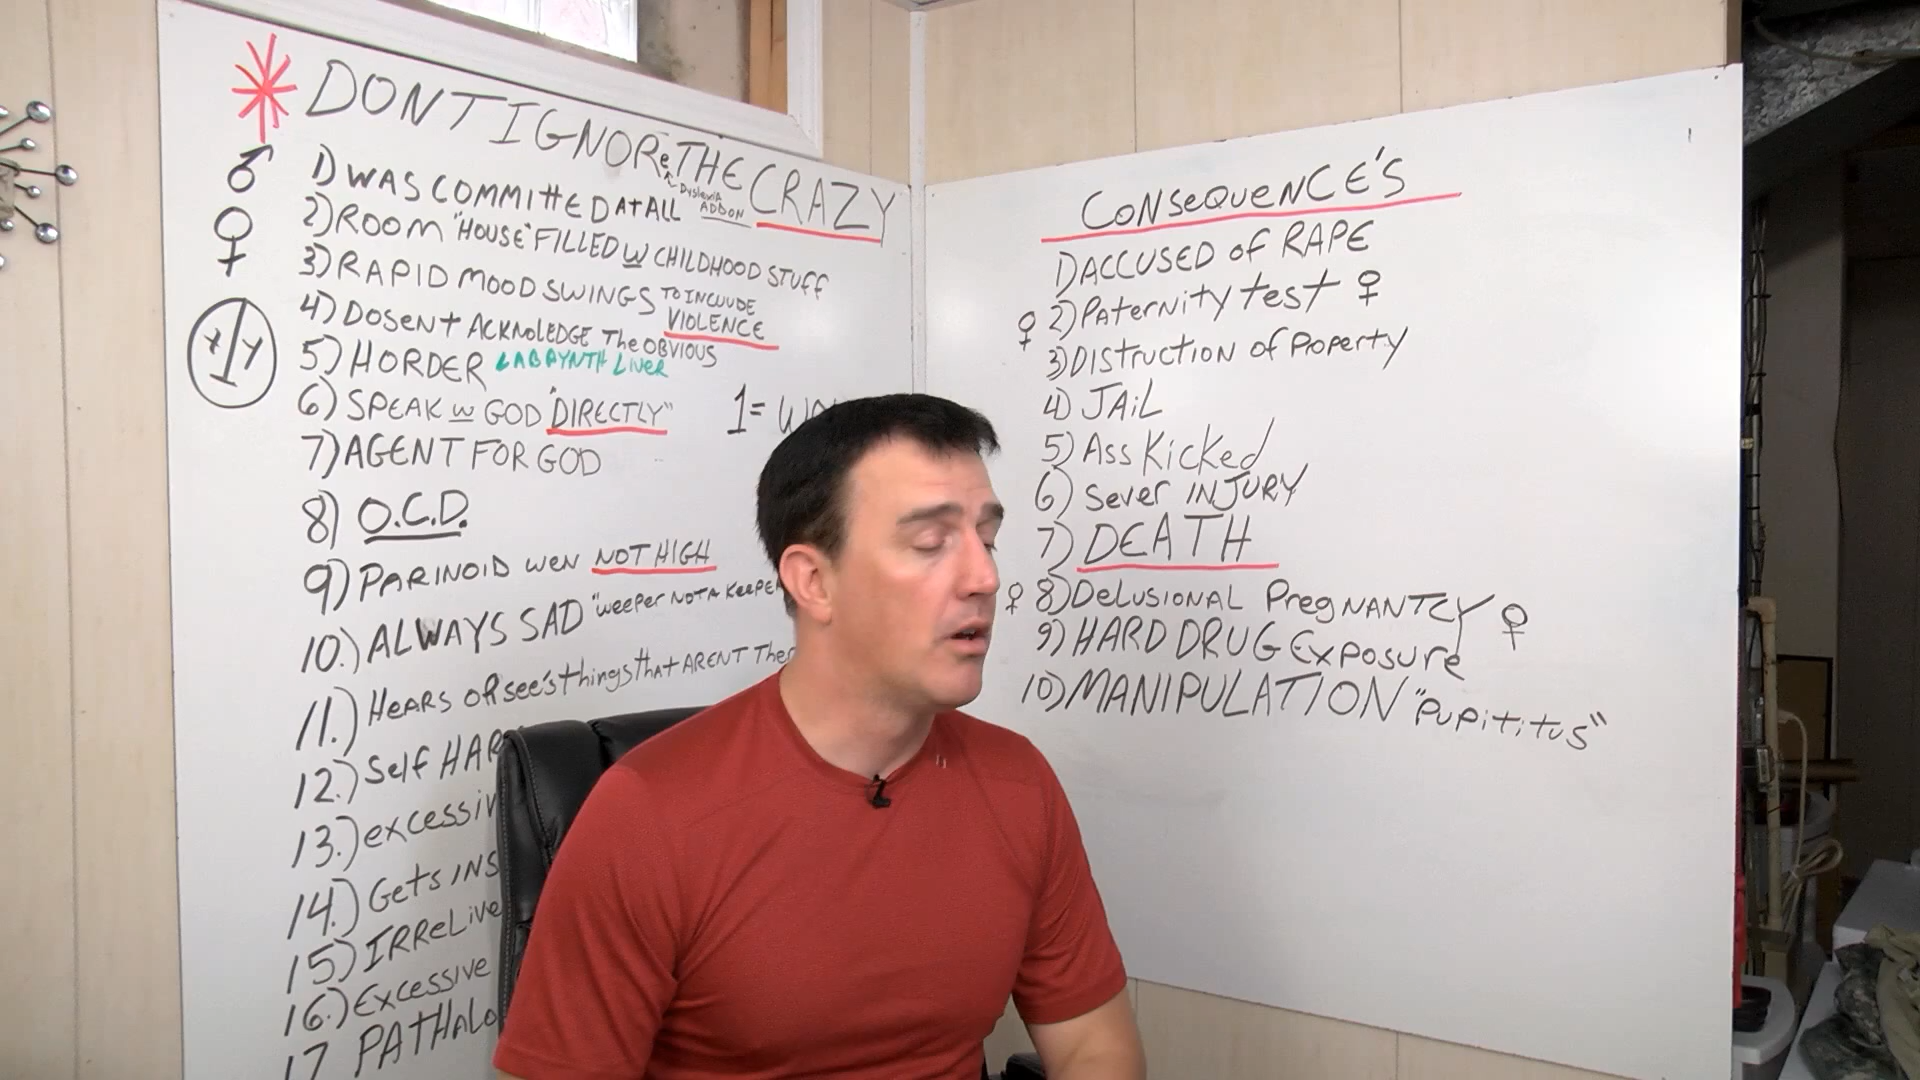 DONT IGNORe THE CRAZY
Dyslexia
ADDON
1) WAS COMMIttED At ALL
2) ROOM "HOUSE" FILLED W CHILDHOOD STUFF
3) RAPID MOOD SWINGS TO INCLUDE
VIOLENCE
4) DOSENt ACKNOLEDGE The OBVIOUS
5) HORDER LABRYNTH LIVER
6) SPEAK W GOD "DIRECTLY"
7) AGENT FOR GOD
8) O.C.D.
9) PARINOID WEN NOT HIGH
10.) ALWAYS SAD "weeper NOT A Keeper
11.) HeARS OR see's things that ARENT
12.) Self
13.)
14.) Gets
15)
16.) Excessive
17
X/Y
1
1=
CONSeQUeNCE'S
1) ACCUSED of RAPE
2) PAterNity test
3) DIStructION of Property
4) JAiL
5) Ass Kicked
6) Sever INJURY
7) DEATH
8) DeLUSIONAL PregNANTCY
9) HARD DRUG Exposure
10) MANIPULATION "Pupititus"